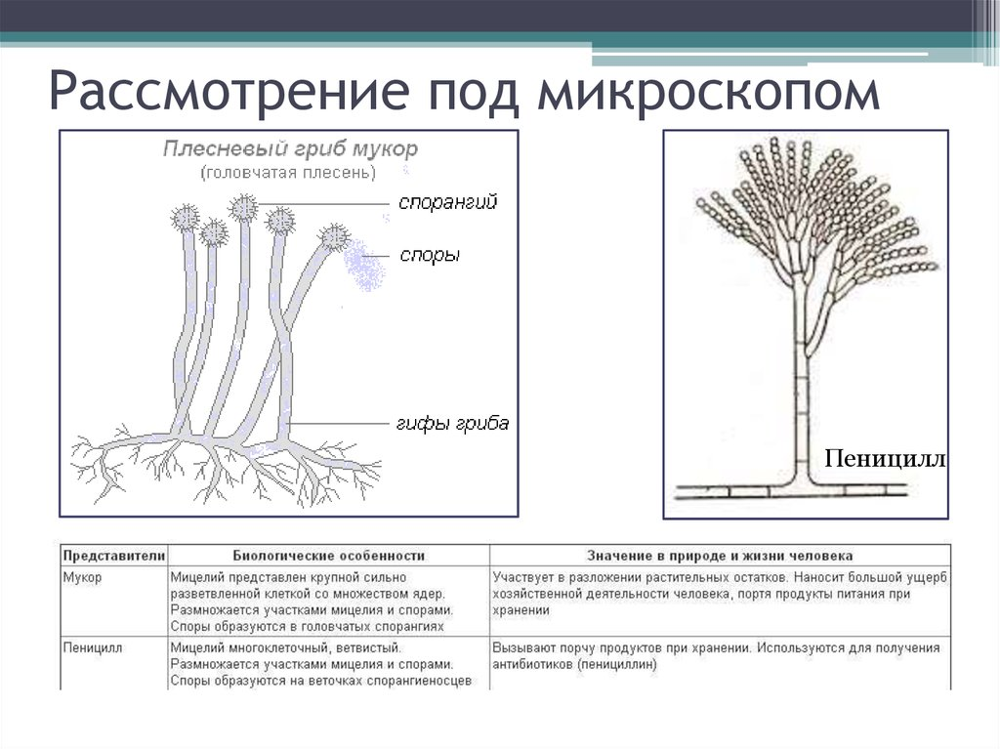 Рассмотрение под микроскопом
Плесневый гриб мукор
(головчатая плесень)
спорангий
споры
гифы гриба
Пеницилл
Представители Биологические особенности Значение в природе и жизни человека
Мукор
Мицелий представлен крупной сильно
разветвленной клеткой со множеством ядер.
Размножается участками мицелия и спорами.
Споры образуются в головчатых спорангиях
Участвует в разложении растительных остатков. Наносит большой ущерб
хозяйственной деятельности человека, портя продукты питания при
хранении
Пеницилл
Мицелий многоклеточный, ветвистый.
Размножается участками мицелия и спорами.
Споры образуются на веточках спорангиеносцев
Вызывают порчу продуктов при хранении. Используются для получения
антибиотиков (пенициллин)